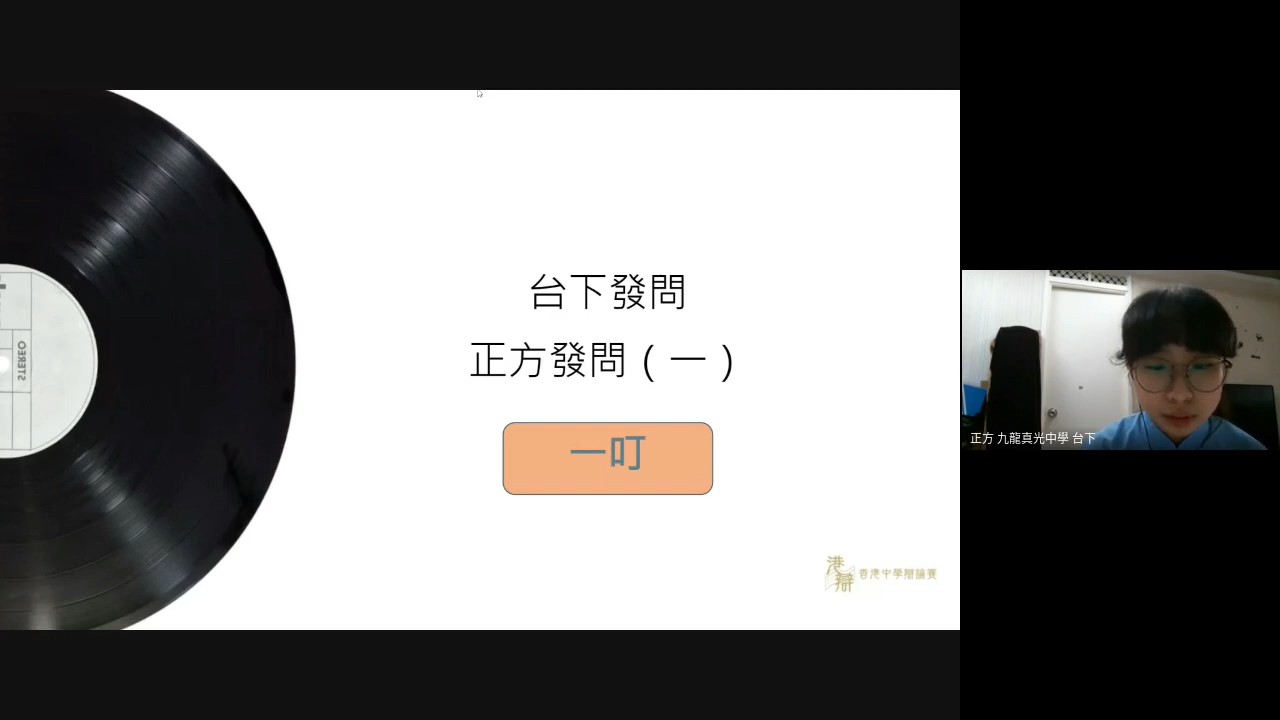 台下發問
正方發問（一）
一叮
STEREO
港辯
香港中學辯論賽
正方 九龍真光中學 台下